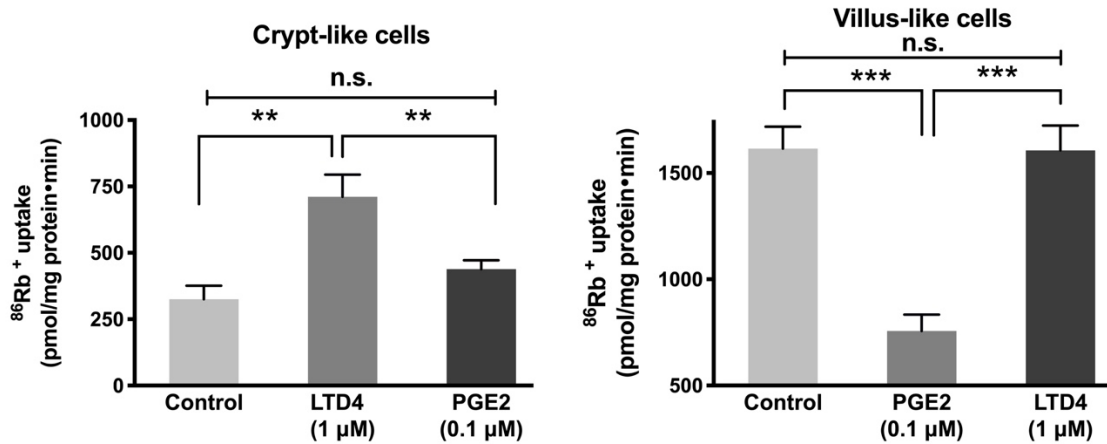 Crypt-like cells
n.s.
**
**
1000
750
500
250
0
⁸⁶Rb⁺ uptake
(pmol/mg protein•min)
Control
LTD4
(1 µM)
PGE2
(0.1 µM)
Villus-like cells
n.s.
***
***
1500
1000
500
⁸⁶Rb⁺ uptake
(pmol/mg protein•min)
Control
PGE2
(0.1 µM)
LTD4
(1 µM)